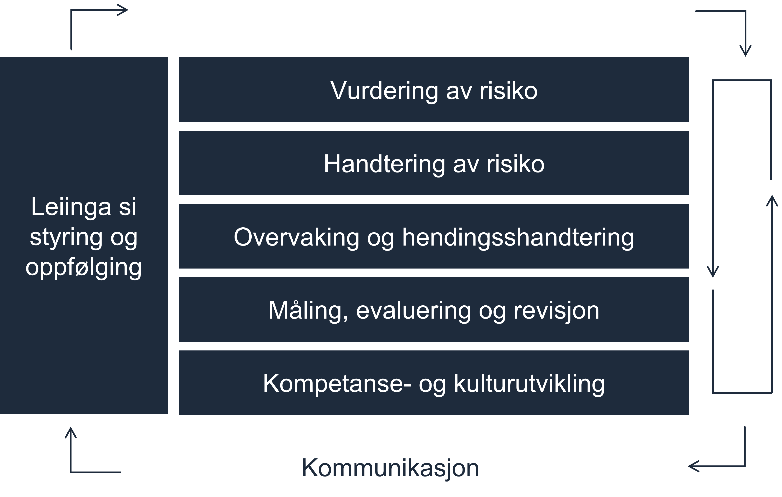 Leiinga si
styring og
oppfølging
Vurdering av risiko
Handtering av risiko
Overvaking og hendingsshandtering
Måling, evaluering og revisjon
Kompetanse- og kulturutvikling
Kommunikasjon